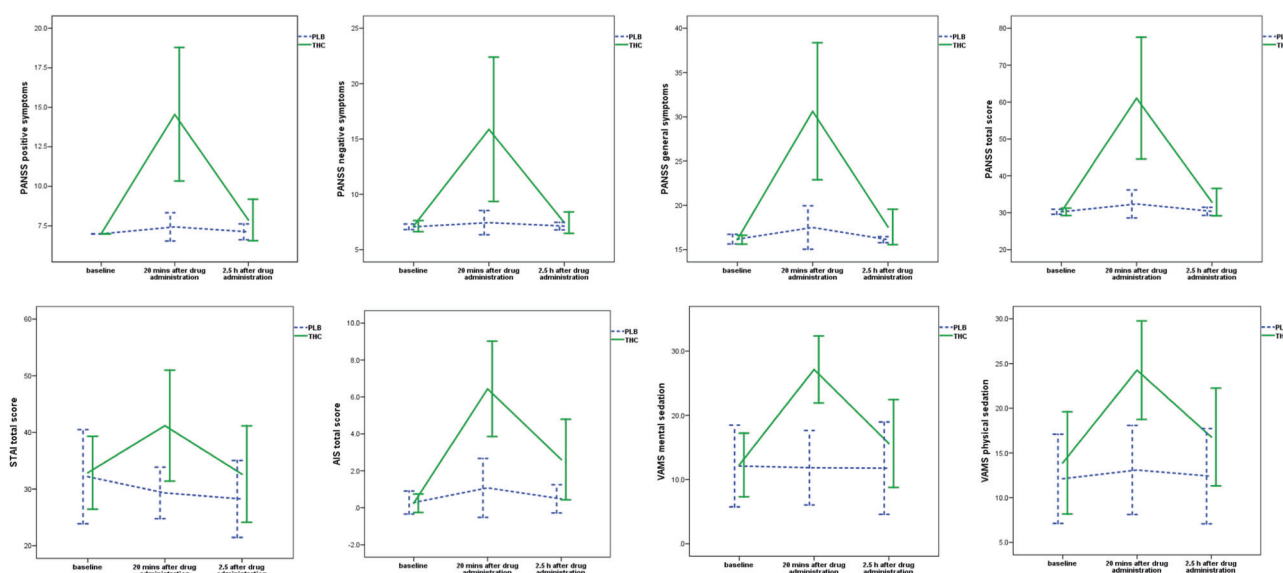 PANSS positive symptoms
20.0
17.5
15.0
12.5
10.0
7.5
baseline
20 mins after drug
administration
2.5 h after drug
administration
PLB
THC
PANSS negative symptoms
25
20
15
10
5
baseline
20 mins after drug
administration
2.5 h after drug
administration
PLB
THC
PANSS general symptoms
40
35
30
25
20
15
baseline
20 mins after drug
administration
2.5 h after drug
administration
PLB
THC
PANSS total score
80
70
60
50
40
30
20
baseline
20 mins after drug
administration
2.5 h after drug
administration
PLB
THC
STAI total score
60
50
40
30
20
baseline
20 mins after drug
administration
2.5 after drug
administration
PLB
THC
AIS total score
10.0
8.0
6.0
4.0
2.0
.0
-2.0
baseline
20 mins after drug
administration
2.5 h after drug
administration
PLB
THC
VAMS mental sedation
30.0
20.0
10.0
.0
baseline
20 mins after drug
administration
2.5 h after drug
administration
PLB
THC
VAMS physical sedation
30.0
25.0
20.0
15.0
10.0
5.0
baseline
20 mins after drug
administration
2.5 h after drug
administration
PLB
TH